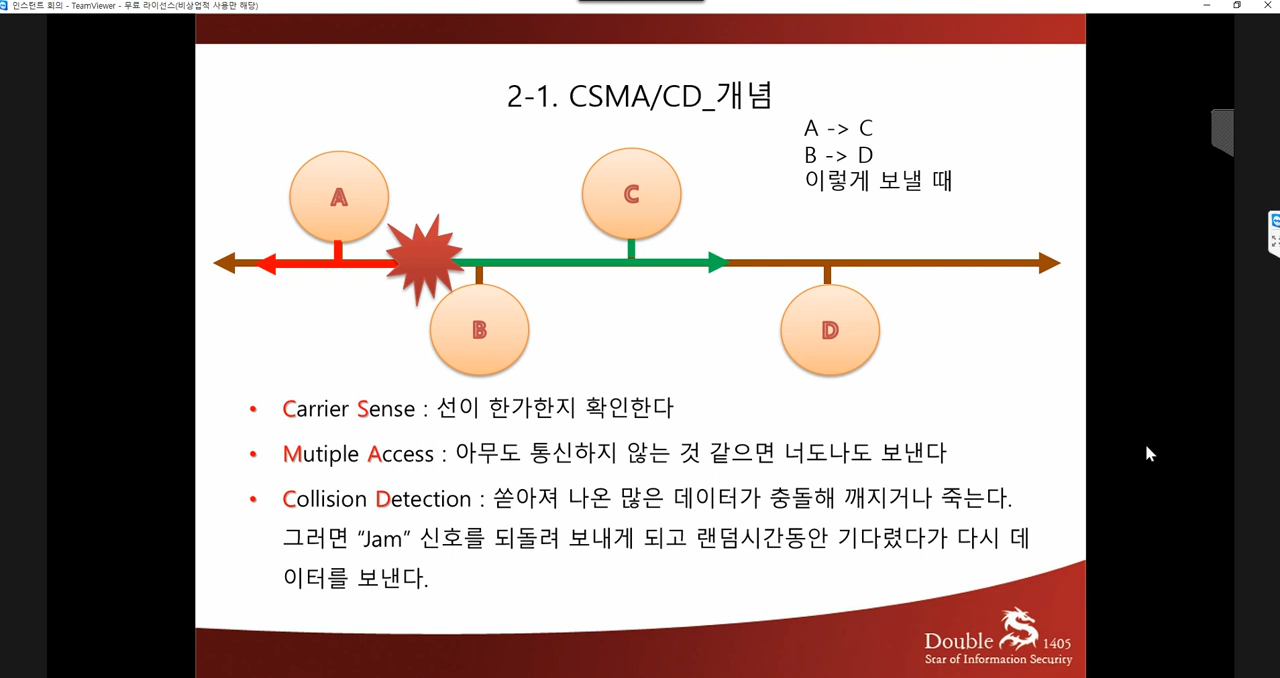 인스턴트 회의 - TeamViewer - 무료 라이선스(비상업적 사용만 해당)
2-1. CSMA/CD_개념
A -> C
B -> D
이렇게 보낼 때
A
C
B
D
• Carrier Sense : 선이 한가한지 확인한다
• Mutiple Access : 아무도 통신하지 않는 것 같으면 너도나도 보낸다
• Collision Detection : 쏟아져 나온 많은 데이터가 충돌해 깨지거나 죽는다.
그러면 “Jam” 신호를 되돌려 보내게 되고 랜덤시간동안 기다렸다가 다시 데
이터를 보낸다.
Double 1405
Star of Information Security